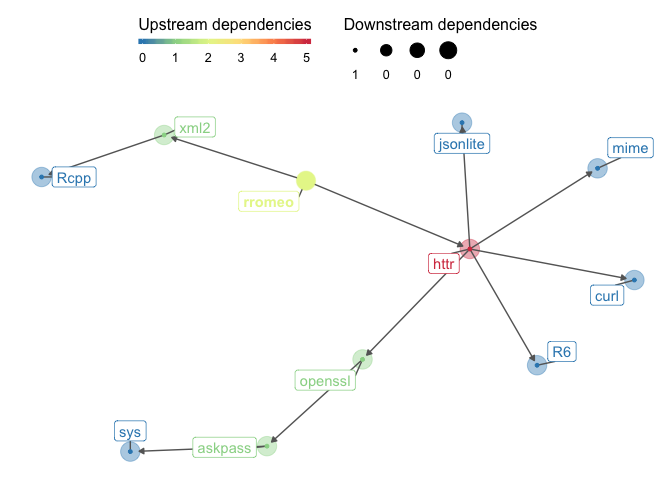 Upstream dependencies
Downstream dependencies
0 1 2 3 4 5
1 0 0 0
xml2
jsonlite
mime
Rcpp
rromeo
httr
curl
R6
openssl
sys
askpass